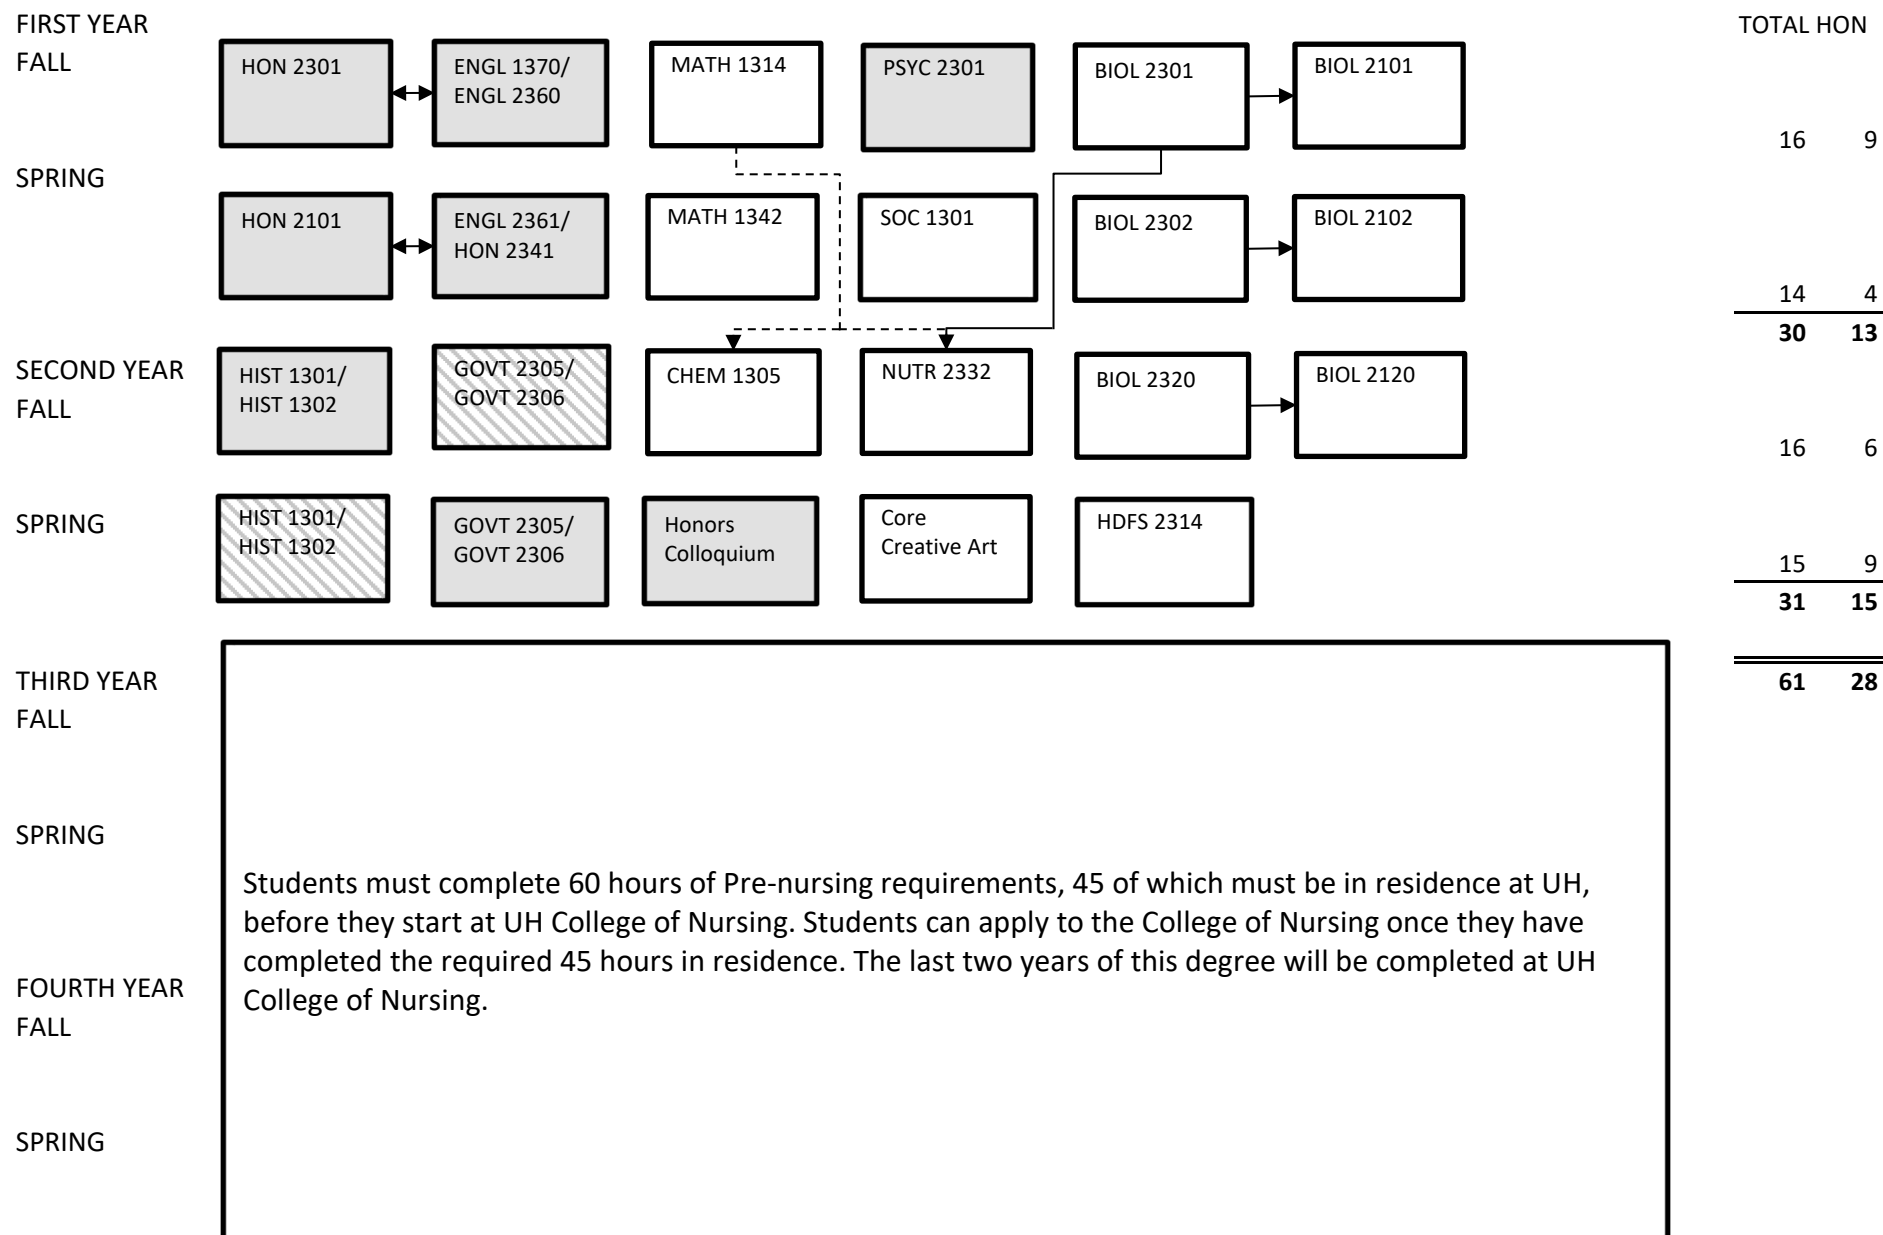 FIRST YEAR
TOTAL HON
FALL
HON 2301
ENGL 1370/
ENGL 2360
MATH 1314
PSYC 2301
BIOL 2301
BIOL 2101
16 9
SPRING
HON 2101
ENGL 2361/
HON 2341
MATH 1342
SOC 1301
BIOL 2302
BIOL 2102
14 4
30 13
SECOND YEAR
FALL
HIST 1301/
HIST 1302
GOVT 2305/
GOVT 2306
CHEM 1305
NUTR 2332
BIOL 2320
BIOL 2120
16 6
SPRING
HIST 1301/
HIST 1302
GOVT 2305/
GOVT 2306
Honors
Colloquium
Core
Creative Art
HDFS 2314
15 9
31 15
THIRD YEAR
61 28
FALL
SPRING
Students must complete 60 hours of Pre-nursing requirements, 45 of which must be in residence at UH,
before they start at UH College of Nursing. Students can apply to the College of Nursing once they have
completed the required 45 hours in residence. The last two years of this degree will be completed at UH
College of Nursing.
FOURTH YEAR
FALL
SPRING